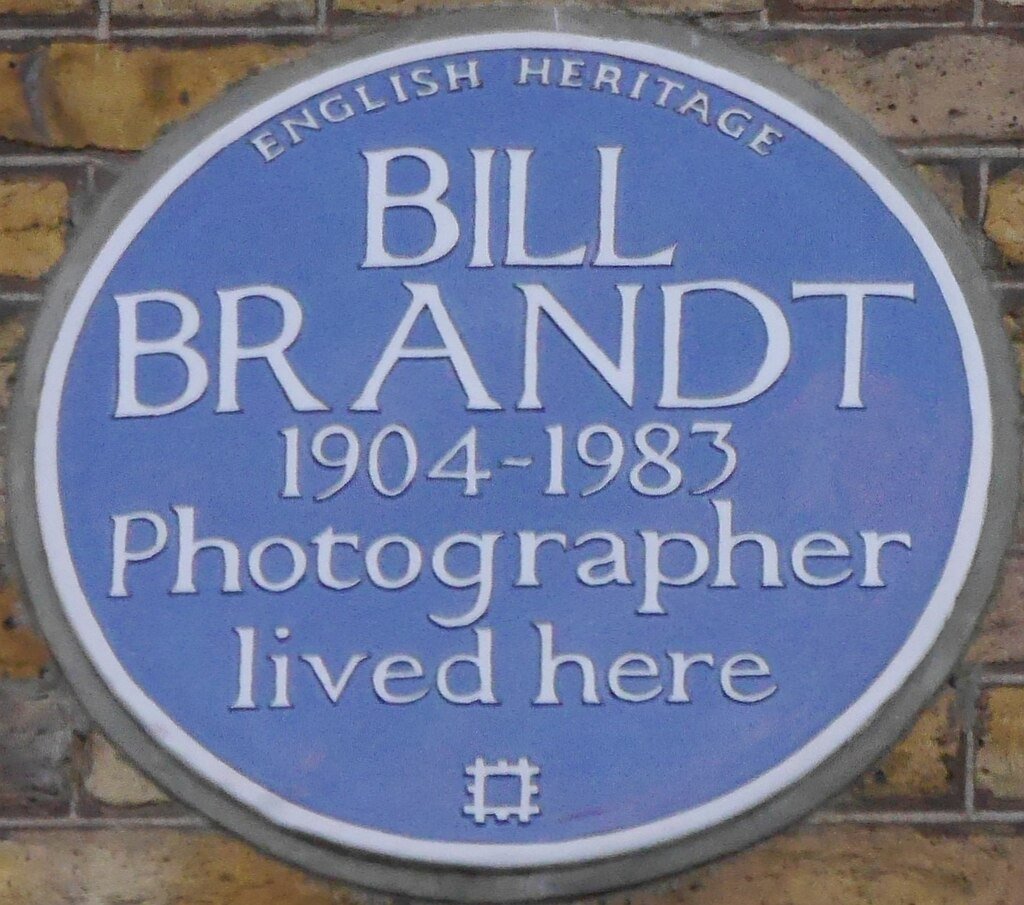 ENGLISH HERITAGE
BILL
BRANDT
1904-1983
Photographer
lived here